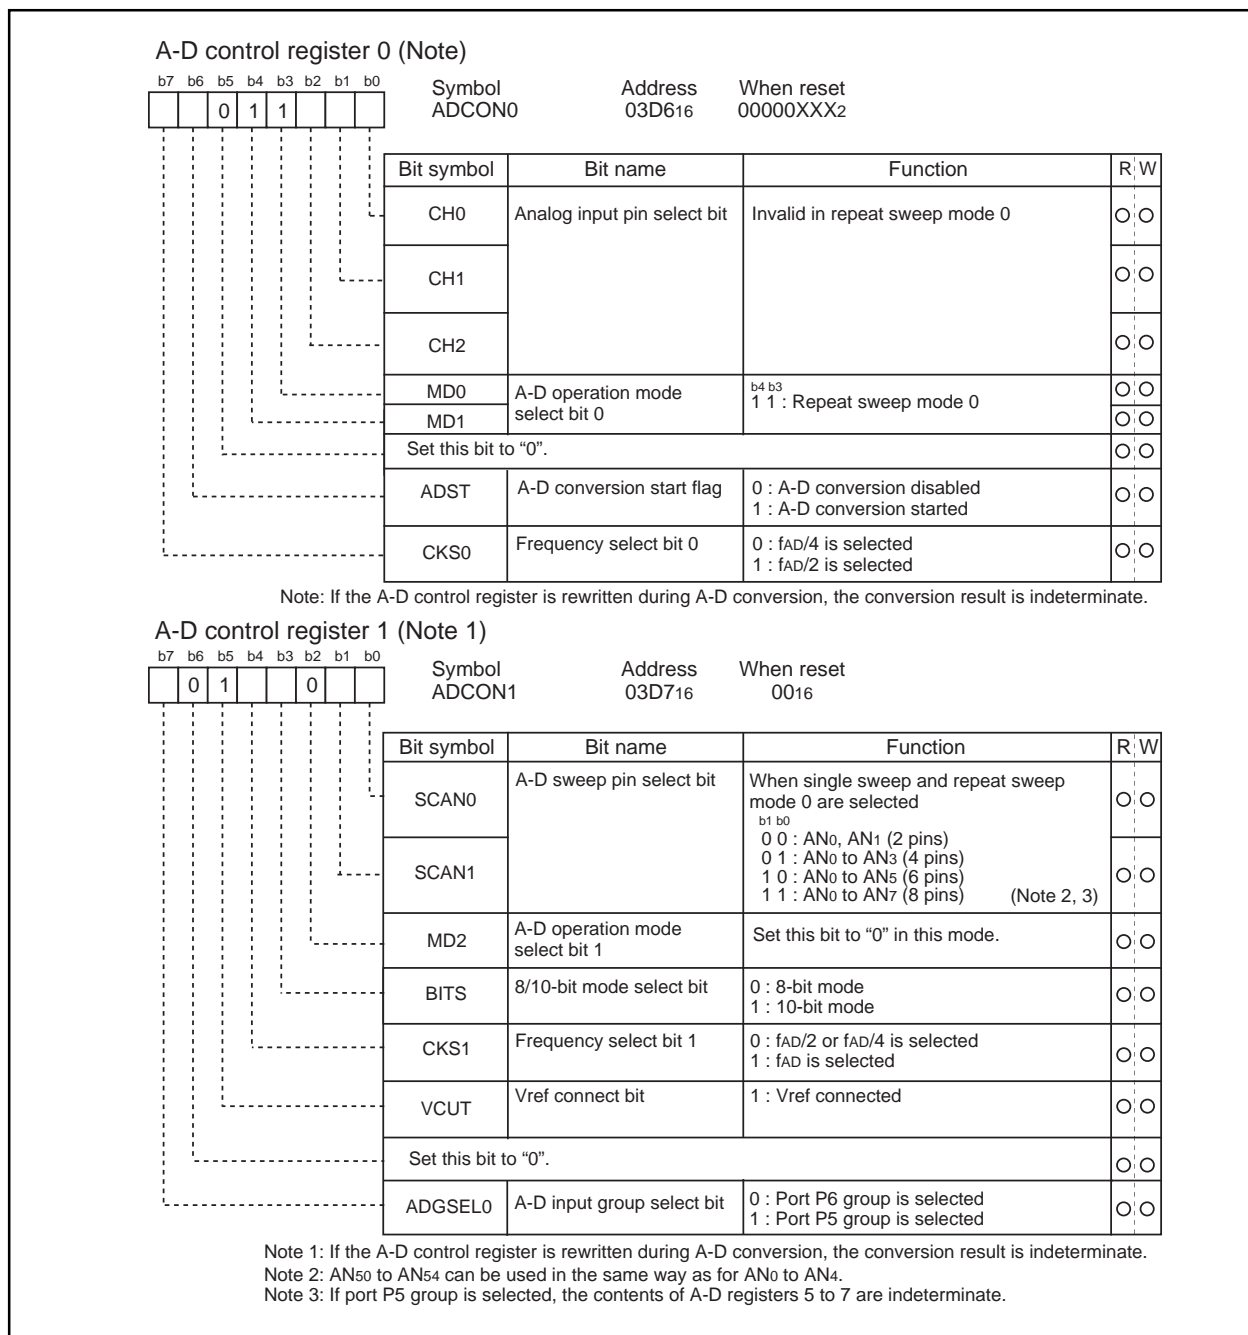 A-D control register 0 (Note)
b7 b6 b5 b4 b3 b2 b1 b0
0 1 1
Symbol Address When reset
ADCON0 03D616 00000XXX2
Bit symbol Bit name Function R W
CH0 Analog input pin select bit Invalid in repeat sweep mode 0
CH1
CH2
MD0 A-D operation mode select bit 0 b4 b3
1 1 : Repeat sweep mode 0
MD1
Set this bit to “0”.
ADST A-D conversion start flag 0 : A-D conversion disabled
1 : A-D conversion started
CKS0 Frequency select bit 0 0 : fAD/4 is selected
1 : fAD/2 is selected
Note: If the A-D control register is rewritten during A-D conversion, the conversion result is indeterminate.
A-D control register 1 (Note 1)
b7 b6 b5 b4 b3 b2 b1 b0
0 1 0
Symbol Address When reset
ADCON1 03D716 0016
Bit symbol Bit name Function R W
SCAN0 A-D sweep pin select bit When single sweep and repeat sweep
mode 0 are selected
b1 b0
0 0 : AN0, AN1 (2 pins)
0 1 : AN0 to AN3 (4 pins)
SCAN1 1 0 : AN0 to AN5 (6 pins)
1 1 : AN0 to AN7 (8 pins) (Note 2, 3)
MD2 A-D operation mode select bit 1 Set this bit to “0” in this mode.
BITS 8/10-bit mode select bit 0 : 8-bit mode
1 : 10-bit mode
CKS1 Frequency select bit 1 0 : fAD/2 or fAD/4 is selected
1 : fAD is selected
VCUT Vref connect bit 1 : Vref connected
Set this bit to “0”.
ADGSEL0 A-D input group select bit 0 : Port P6 group is selected
1 : Port P5 group is selected
Note 1: If the A-D control register is rewritten during A-D conversion, the conversion result is indeterminate.
Note 2: AN50 to AN54 can be used in the same way as for AN0 to AN4.
Note 3: If port P5 group is selected, the contents of A-D registers 5 to 7 are indeterminate.